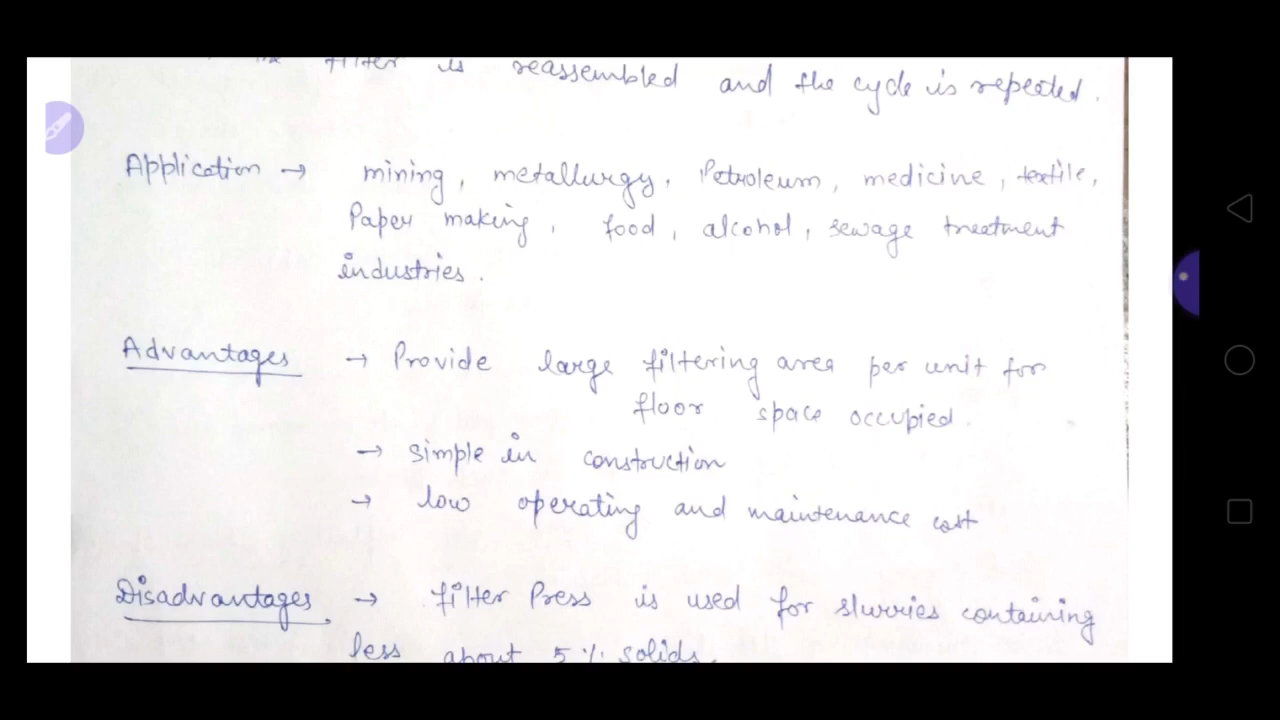 filter is reassembled and the cycle is repeated.
Application → mining, metallurgy, Petroleum, medicine, textile,
Paper making, food, alcohol, sewage treatment
industries.
Advantages → Provide large filtering area per unit for
floor space occupied.
→ simple in construction
→ low operating and maintenance cost
Disadvantages → filter Press is used for slurries containing
less about 5% solids.